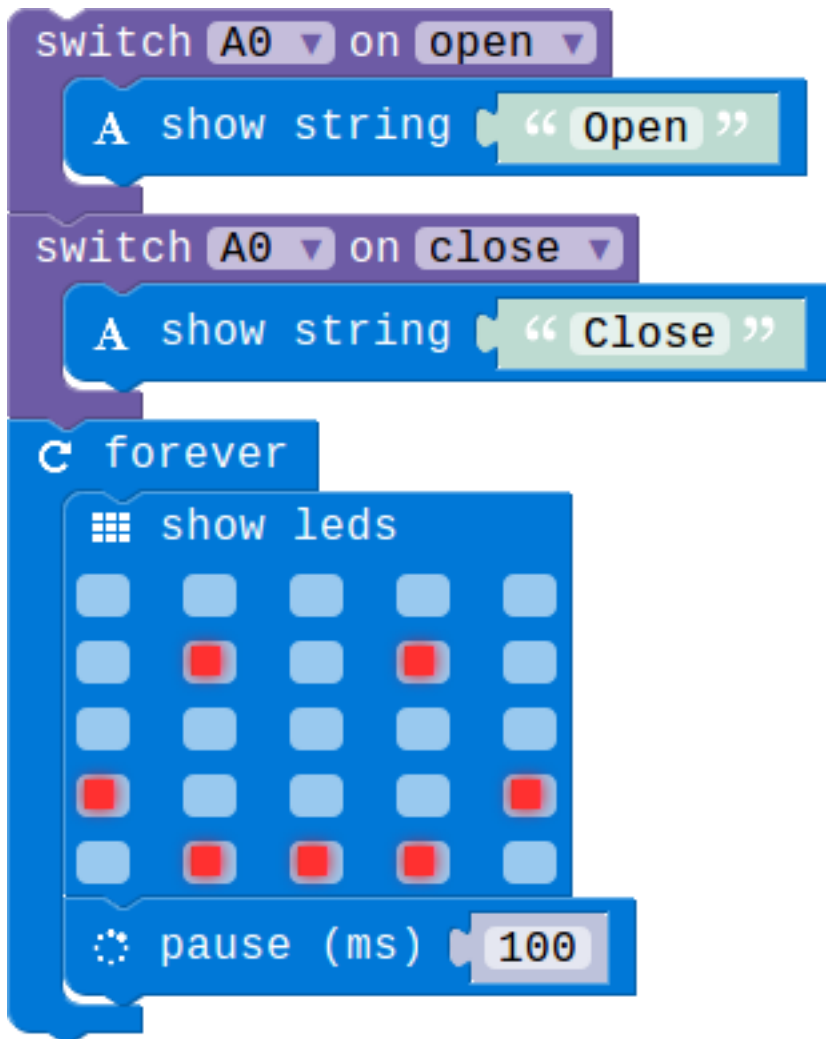 switch A0 on open
A show string “ Open ”
switch A0 on close
A show string “ Close ”
forever
show leds
pause (ms) 100